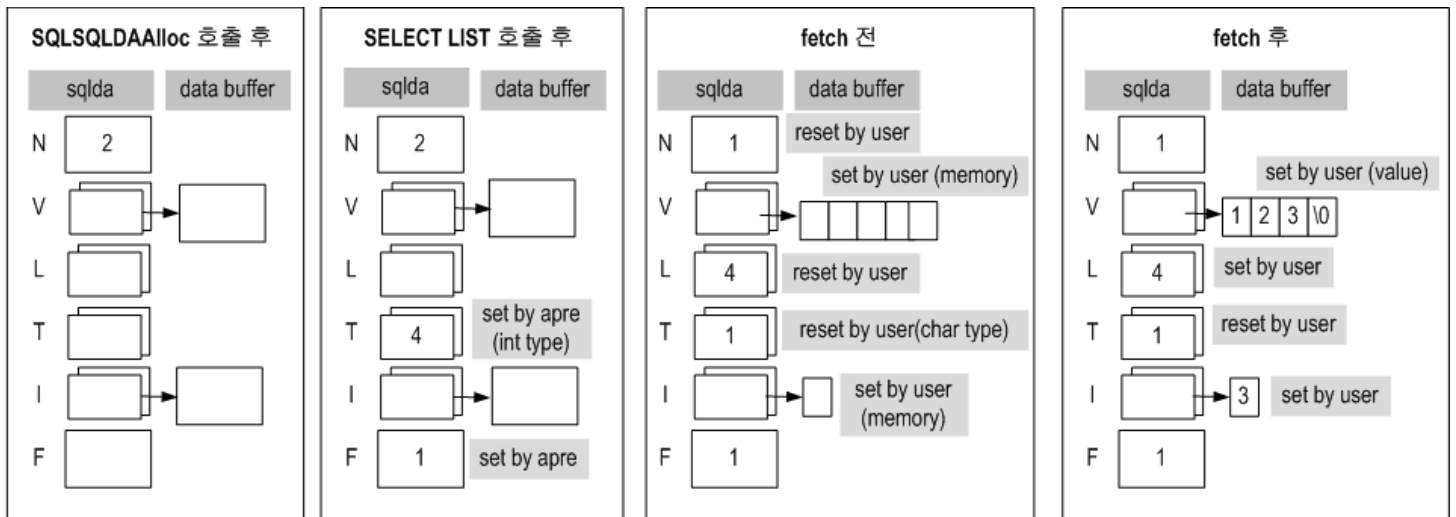 SQLSQLDAAlloc 호출 후
sqlda
data buffer
N
2
V
L
T
I
F
SELECT LIST 호출 후
sqlda
data buffer
N
2
V
L
T
4
set by apre
(int type)
I
F
1
set by apre
fetch 전
sqlda
data buffer
N
1
reset by user
set by user (memory)
V
L
4
reset by user
T
1
reset by user(char type)
I
set by user
(memory)
F
1
fetch 후
sqlda
data buffer
N
1
set by user (value)
V
1 2 3 \0
L
4
set by user
T
1
reset by user
I
3
set by user
F
1